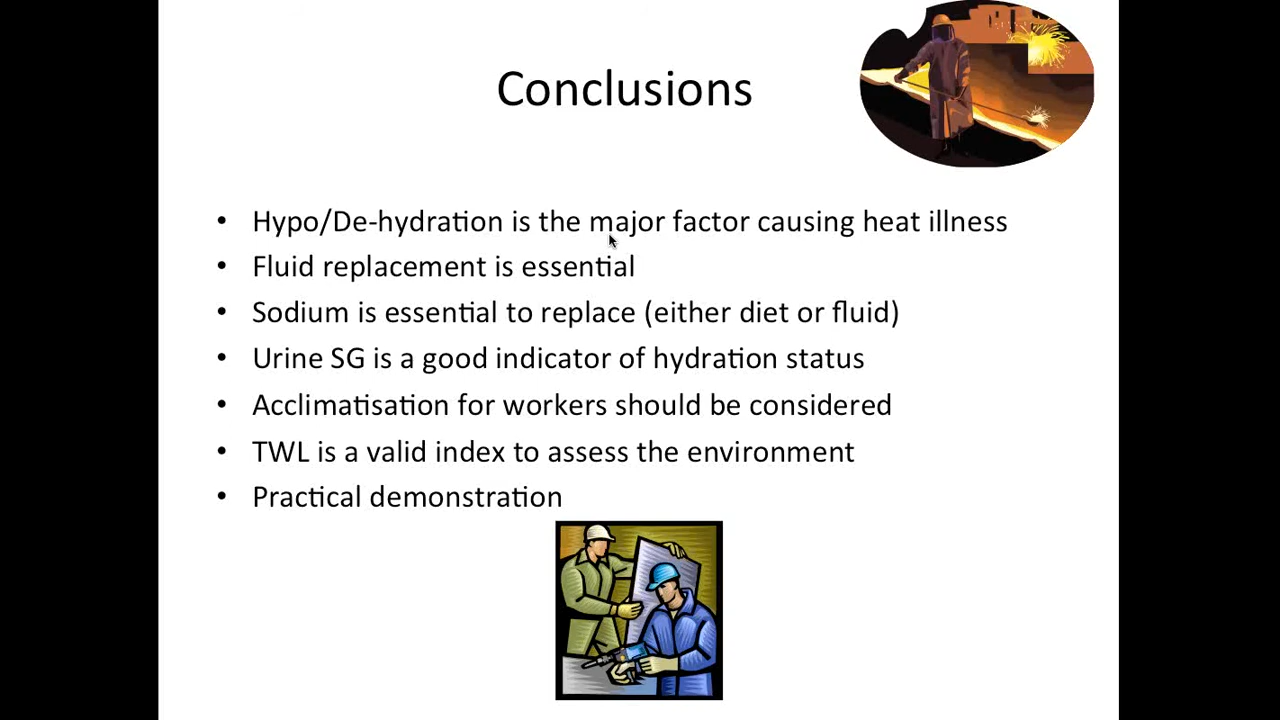 Conclusions
• Hypo/De-hydration is the major factor causing heat illness
• Fluid replacement is essential
• Sodium is essential to replace (either diet or fluid)
• Urine SG is a good indicator of hydration status
• Acclimatisation for workers should be considered
• TWL is a valid index to assess the environment
• Practical demonstration